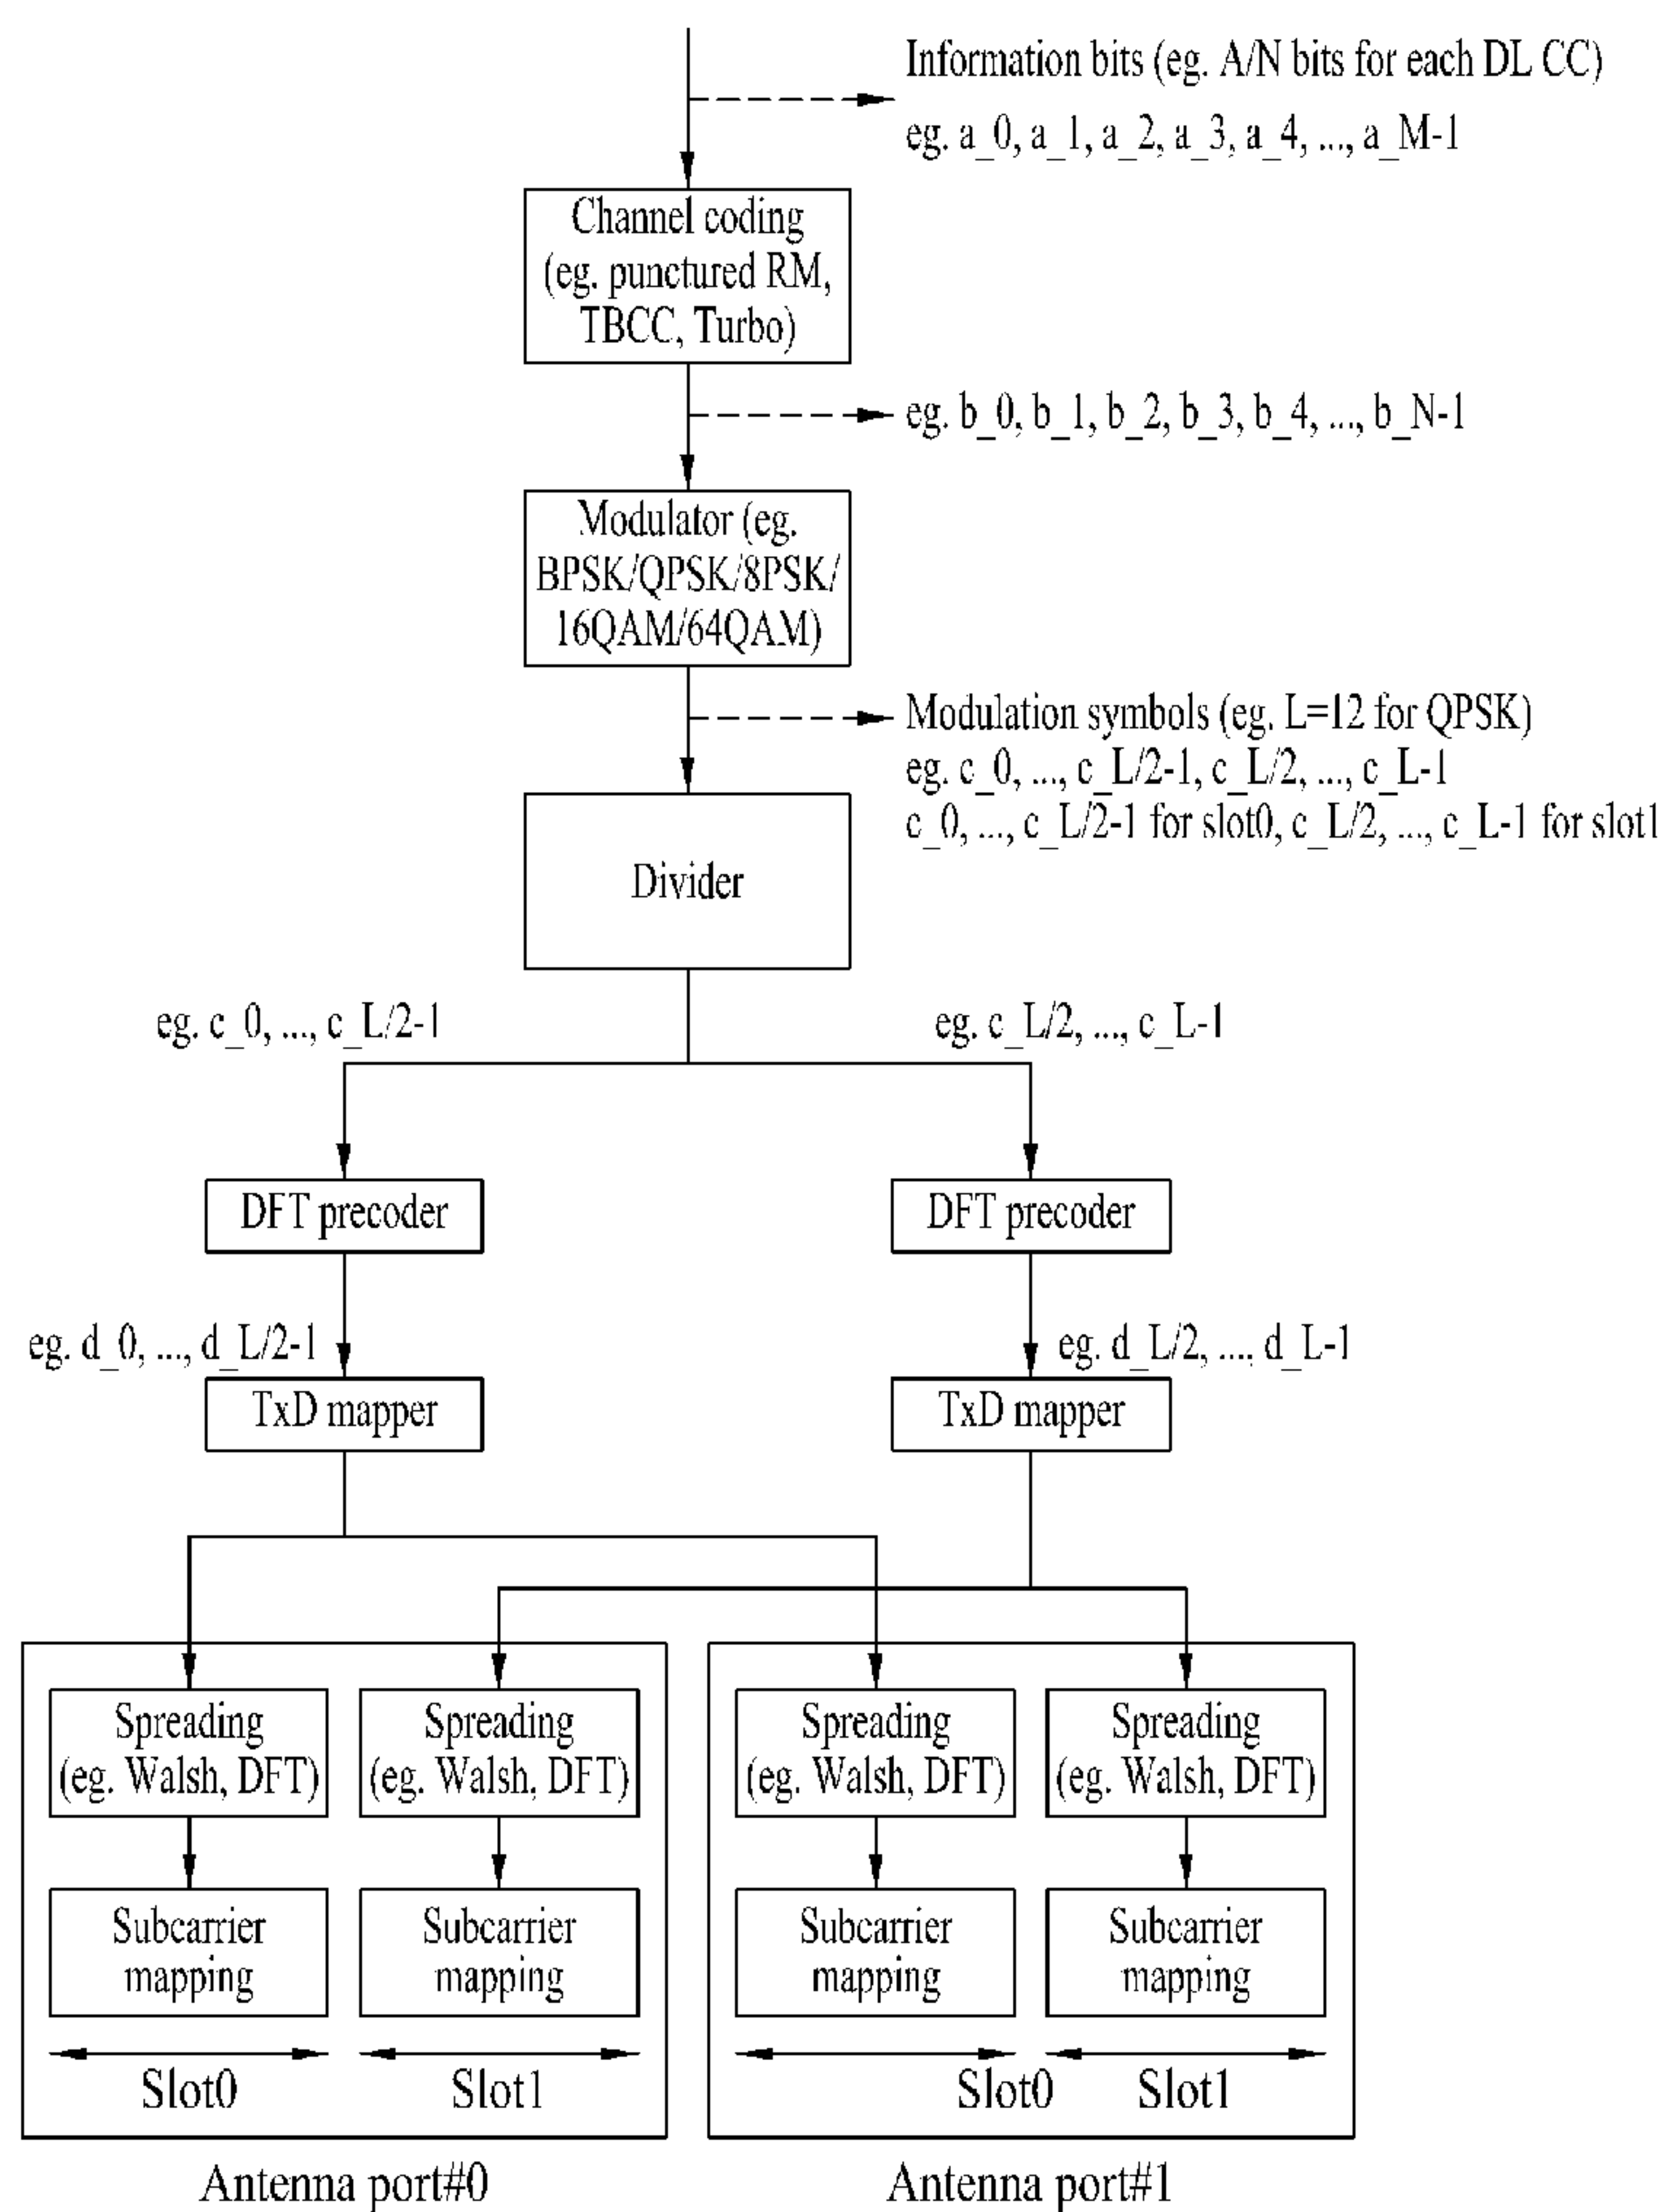 Information bits (eg. A/N bits for each DL CC)
eg. a_0, a_1, a_2, a_3, a_4, ..., a_M-1
Channel coding
(eg. punctured RM,
TBCC, Turbo)
eg. b_0, b_1, b_2, b_3, b_4, ..., b_N-1
Modulator (eg.
BPSK/QPSK/8PSK/
16QAM/64QAM)
Modulation symbols (eg. L=12 for QPSK)
eg. c_0, ..., c_L/2-1, c_L/2, ..., c_L-1
c_0, ..., c_L/2-1 for slot0, c_L/2, ..., c_L-1 for slot1
Divider
eg. c_0, ..., c_L/2-1
eg. c_L/2, ..., c_L-1
DFT precoder
DFT precoder
eg. d_0, ..., d_L/2-1
eg. d_L/2, ..., d_L-1
TxD mapper
TxD mapper
Spreading
(eg. Walsh, DFT)
Spreading
(eg. Walsh, DFT)
Spreading
(eg. Walsh, DFT)
Spreading
(eg. Walsh, DFT)
Subcarrier
mapping
Subcarrier
mapping
Subcarrier
mapping
Subcarrier
mapping
Slot0
Slot1
Slot0
Slot1
Antenna port#0
Antenna port#1